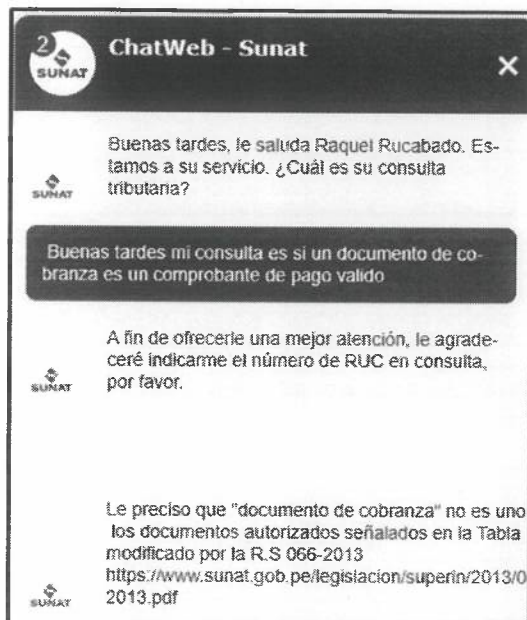 2)
SUNAT
ChatWeb - Sunat
×
Buenas tardes, le saluda Raquel Rucabado. Es-
tamos a su servicio. ¿Cuál es su consulta
tributaria?
SUNAT
Buenas tardes mi consulta es si un documento de co-
branza es un comprobante de pago valido
A fin de ofrecerle una mejor atención, le agrade-
ceré indicarme el número de RUC en consulta,
por favor.
SUNAT
Le preciso que "documento de cobranza" no es uno
los documentos autorizados señalados en la Tabla
modificado por la R.S 066-2013
https://www.sunat.gob.pe/legislacion/superin/2013/0
2013.pdf
SUNAT